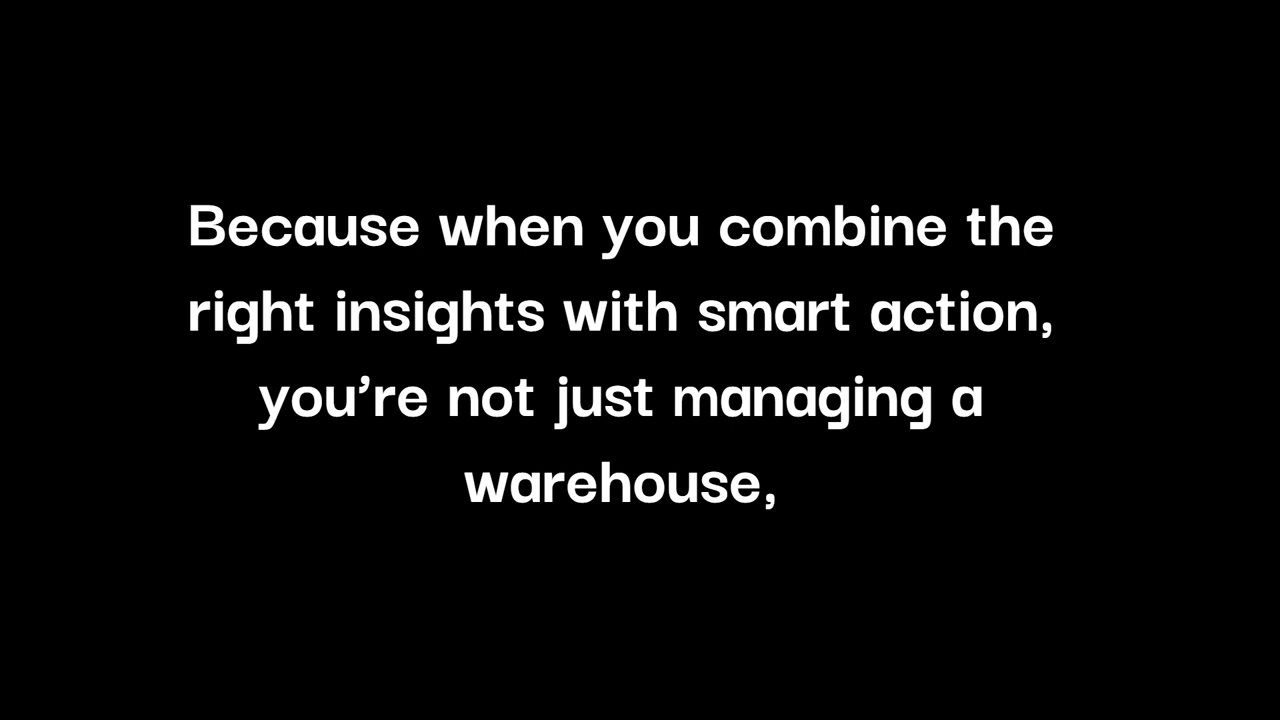 Because when you combine the
right insights with smart action,
you’re not just managing a
warehouse,